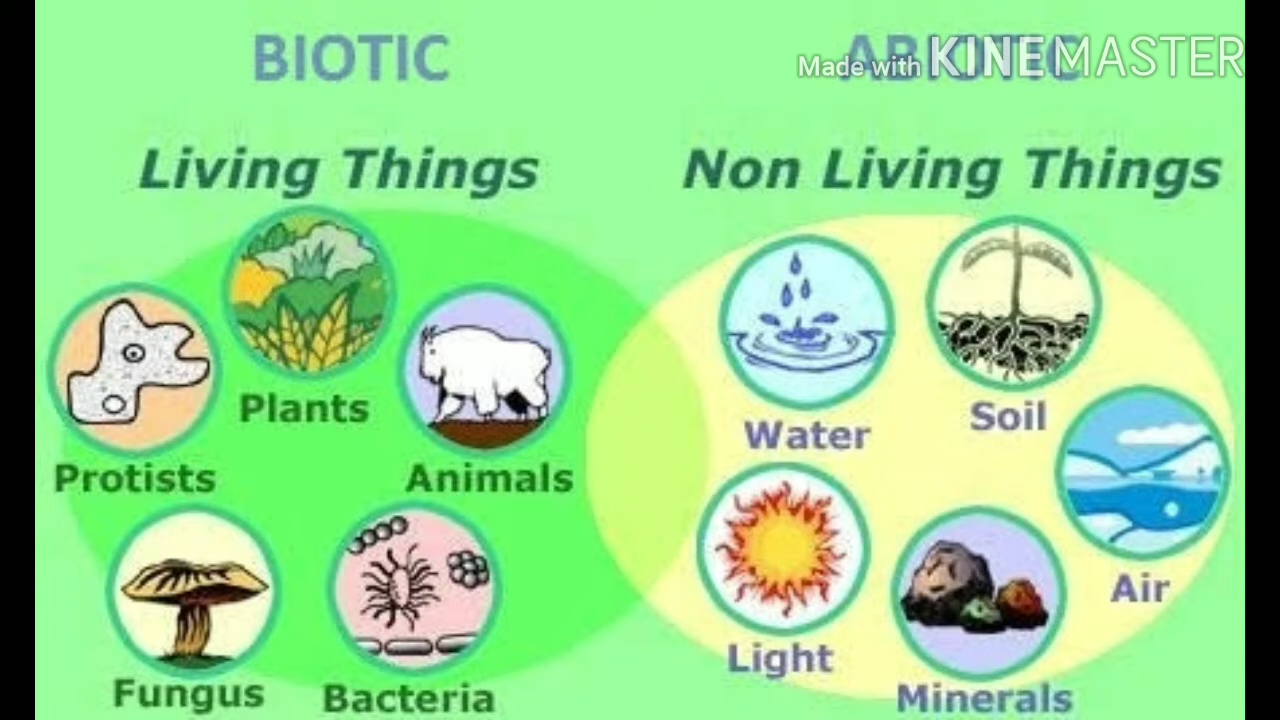 BIOTIC
ABIOTIC
Made with KINEMASTER
Living Things
Non Living Things
Plants
Protists
Animals
Fungus
Bacteria
Water
Soil
Air
Light
Minerals